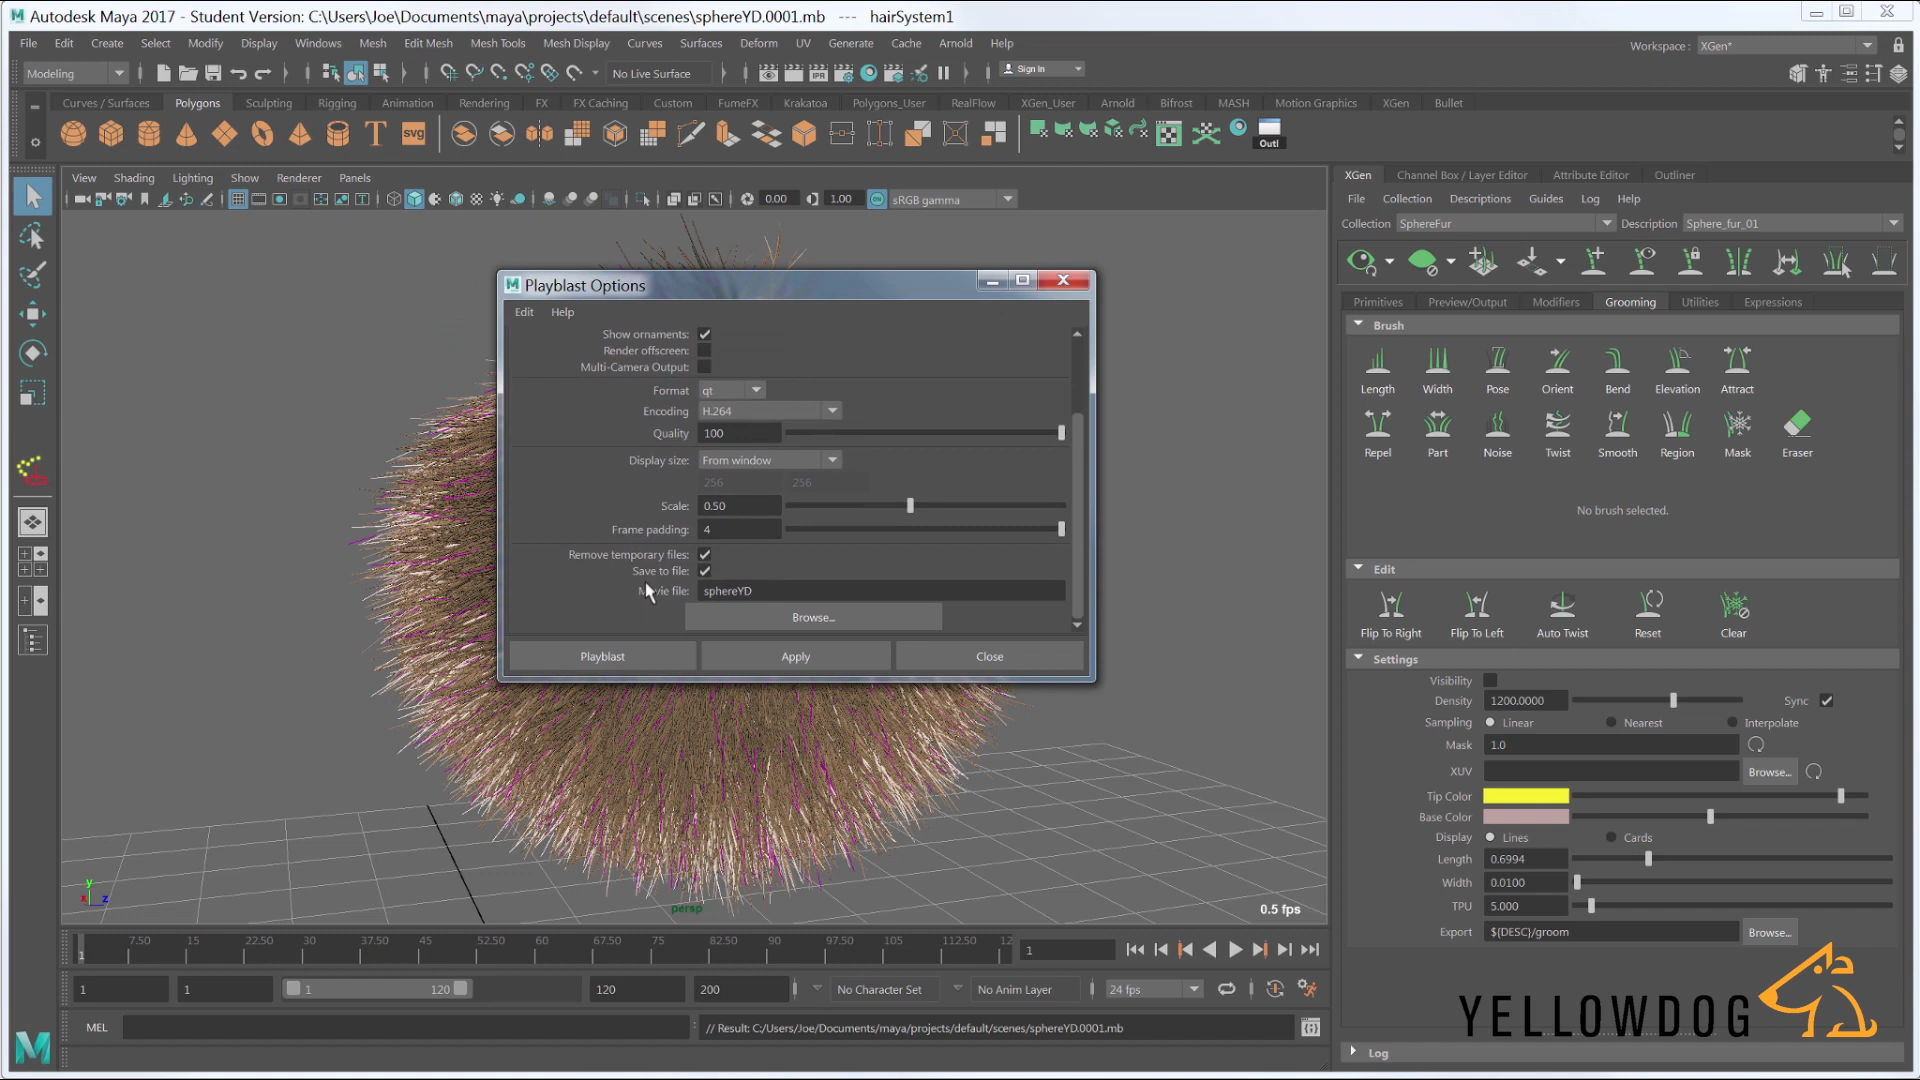 Autodesk Maya 2017 - Student Version: C:\Users\Joe\Documents\maya\projects\default\scenes\sphereYD.0001.mb --- hairSystem1
File Edit Create Select Modify Display Windows Mesh Edit Mesh Mesh Tools Mesh Display Curves Surfaces Deform UV Generate Cache Arnold Help
Workspace : XGen*
Modeling
No Live Surface
IPR
Sign In
Curves / Surfaces Polygons Sculpting Rigging Animation Rendering FX FX Caching Custom FumeFX Krakatoa Polygons_User RealFlow XGen_User Arnold Bifrost MASH Motion Graphics XGen Bullet
T svg
Outl
View Shading Lighting Show Renderer Panels
0.00 1.00 sRGB gamma
XGen Channel Box / Layer Editor Attribute Editor Outliner
File Collection Descriptions Guides Log Help
Collection SphereFur Description Sphere_fur_01
Primitives Preview/Output Modifiers Grooming Utilities Expressions
Brush
Length Width Pose Orient Bend Elevation Attract
Repel Part Noise Twist Smooth Region Mask Eraser
No brush selected.
Edit
Flip To Right Flip To Left Auto Twist Reset Clear
Settings
Visibility
Density 1200.0000 Sync
Sampling Linear Nearest Interpolate
Mask 1.0
XUV Browse...
Tip Color
Base Color
Display Lines Cards
Length 0.6994
Width 0.0100
TPU 5.000
Export ${DESC}/groom Browse...
YELLOWDOG
Log
Playblast Options
Edit Help
Show ornaments:
Render offscreen:
Multi-Camera Output:
Format qt
Encoding H.264
Quality 100
Display size: From window
256 256
Scale: 0.50
Frame padding: 4
Remove temporary files:
Save to file:
file: sphereYD
Browse...
Playblast Apply Close
y
x z
persp
0.5 fps
1 7.50 15 22.50 30 37.50 45 52.50 60 67.50 75 82.50 90 97.50 105 112.50 12 1
1 1 1 120 120 200 No Character Set No Anim Layer 24 fps
MEL // Result: C:/Users/Joe/Documents/maya/projects/default/scenes/sphereYD.0001.mb